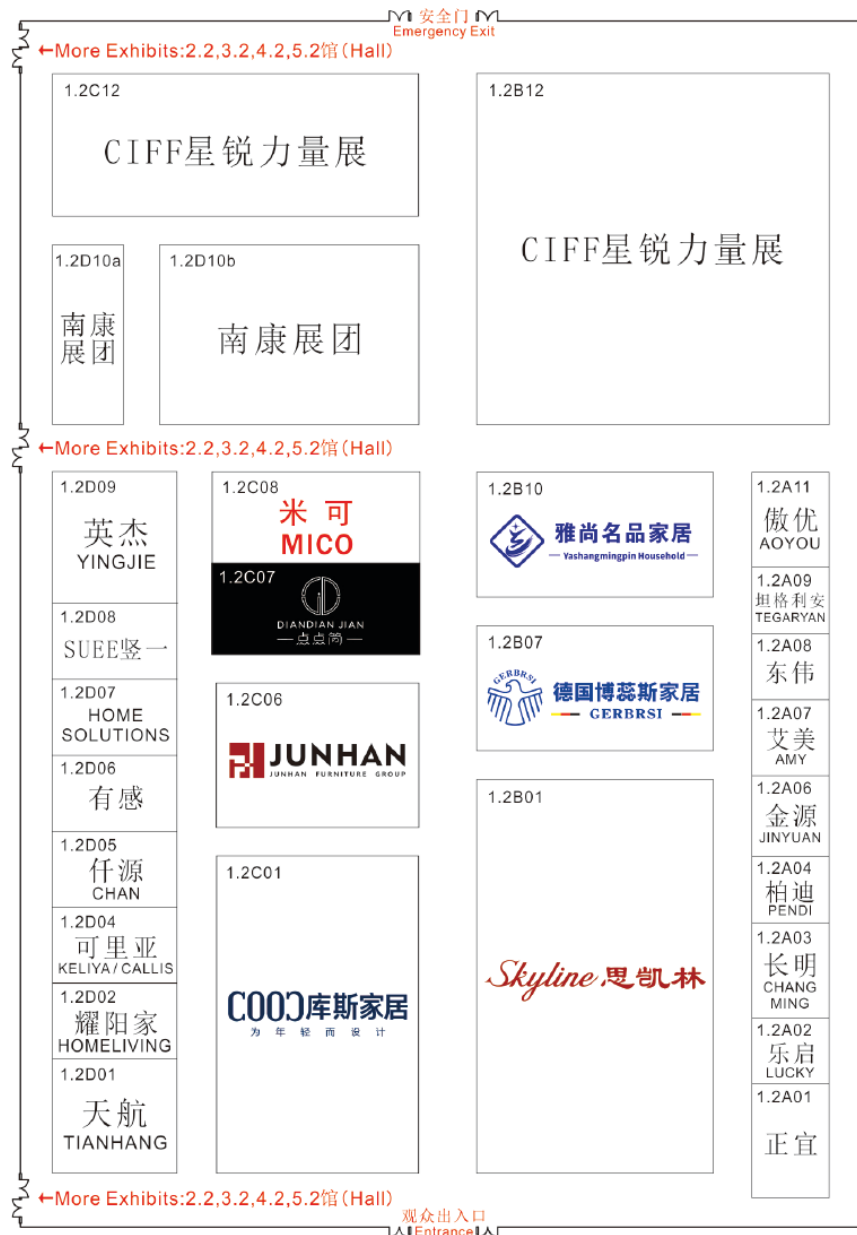 安全门
Emergency Exit
←More Exhibits:2.2,3.2,4.2,5.2馆(Hall)
1.2C12
CIFF星锐力量展
1.2B12
CIFF星锐力量展
1.2D10a
南康
展团
1.2D10b
南康展团
←More Exhibits:2.2,3.2,4.2,5.2馆(Hall)
1.2D09
英杰
YINGJIE
1.2D08
SUEE竖一
1.2D07
HOME
SOLUTIONS
1.2D06
有感
1.2D05
仟源
CHAN
1.2D04
可里亚
KELIYA/CALLIS
1.2D02
耀阳家
HOMELIVING
1.2D01
天航
TIANHANG
1.2C08
米可
MICO
1.2C07
DIANDIAN JIAN
点点简
1.2C06
JUNHAN
JUNHAN FURNITURE GROUP
1.2C01
COOC库斯家居
为年轻而设计
1.2B10
雅尚名品家居
Yashangmingpin Household
1.2B07
GERBRSI
德国博蕊斯家居
GERBRSI
1.2B01
Skyline思凯林
1.2A11
傲优
AOYOU
1.2A09
坦格利安
TEGARYAN
1.2A08
东伟
1.2A07
艾美
AMY
1.2A06
金源
JINYUAN
1.2A04
柏迪
PENDI
1.2A03
长明
CHANG
MING
1.2A02
乐启
LUCKY
1.2A01
正宜
←More Exhibits:2.2,3.2,4.2,5.2馆(Hall)
观众出入口
Entrance